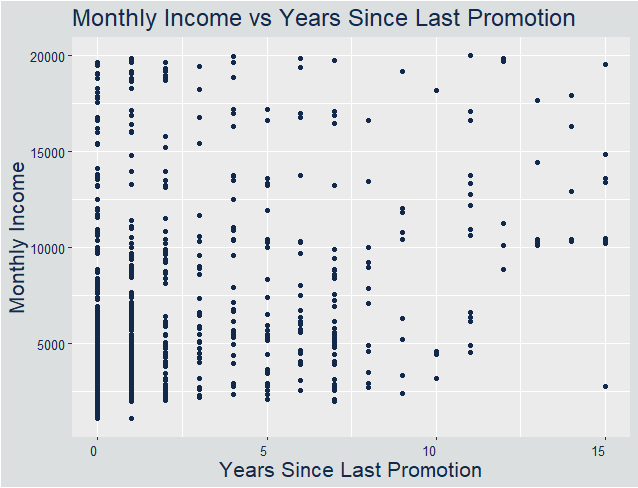 Monthly Income vs Years Since Last Promotion
20000
15000
10000
5000
Monthly Income
0 5 10 15
Years Since Last Promotion